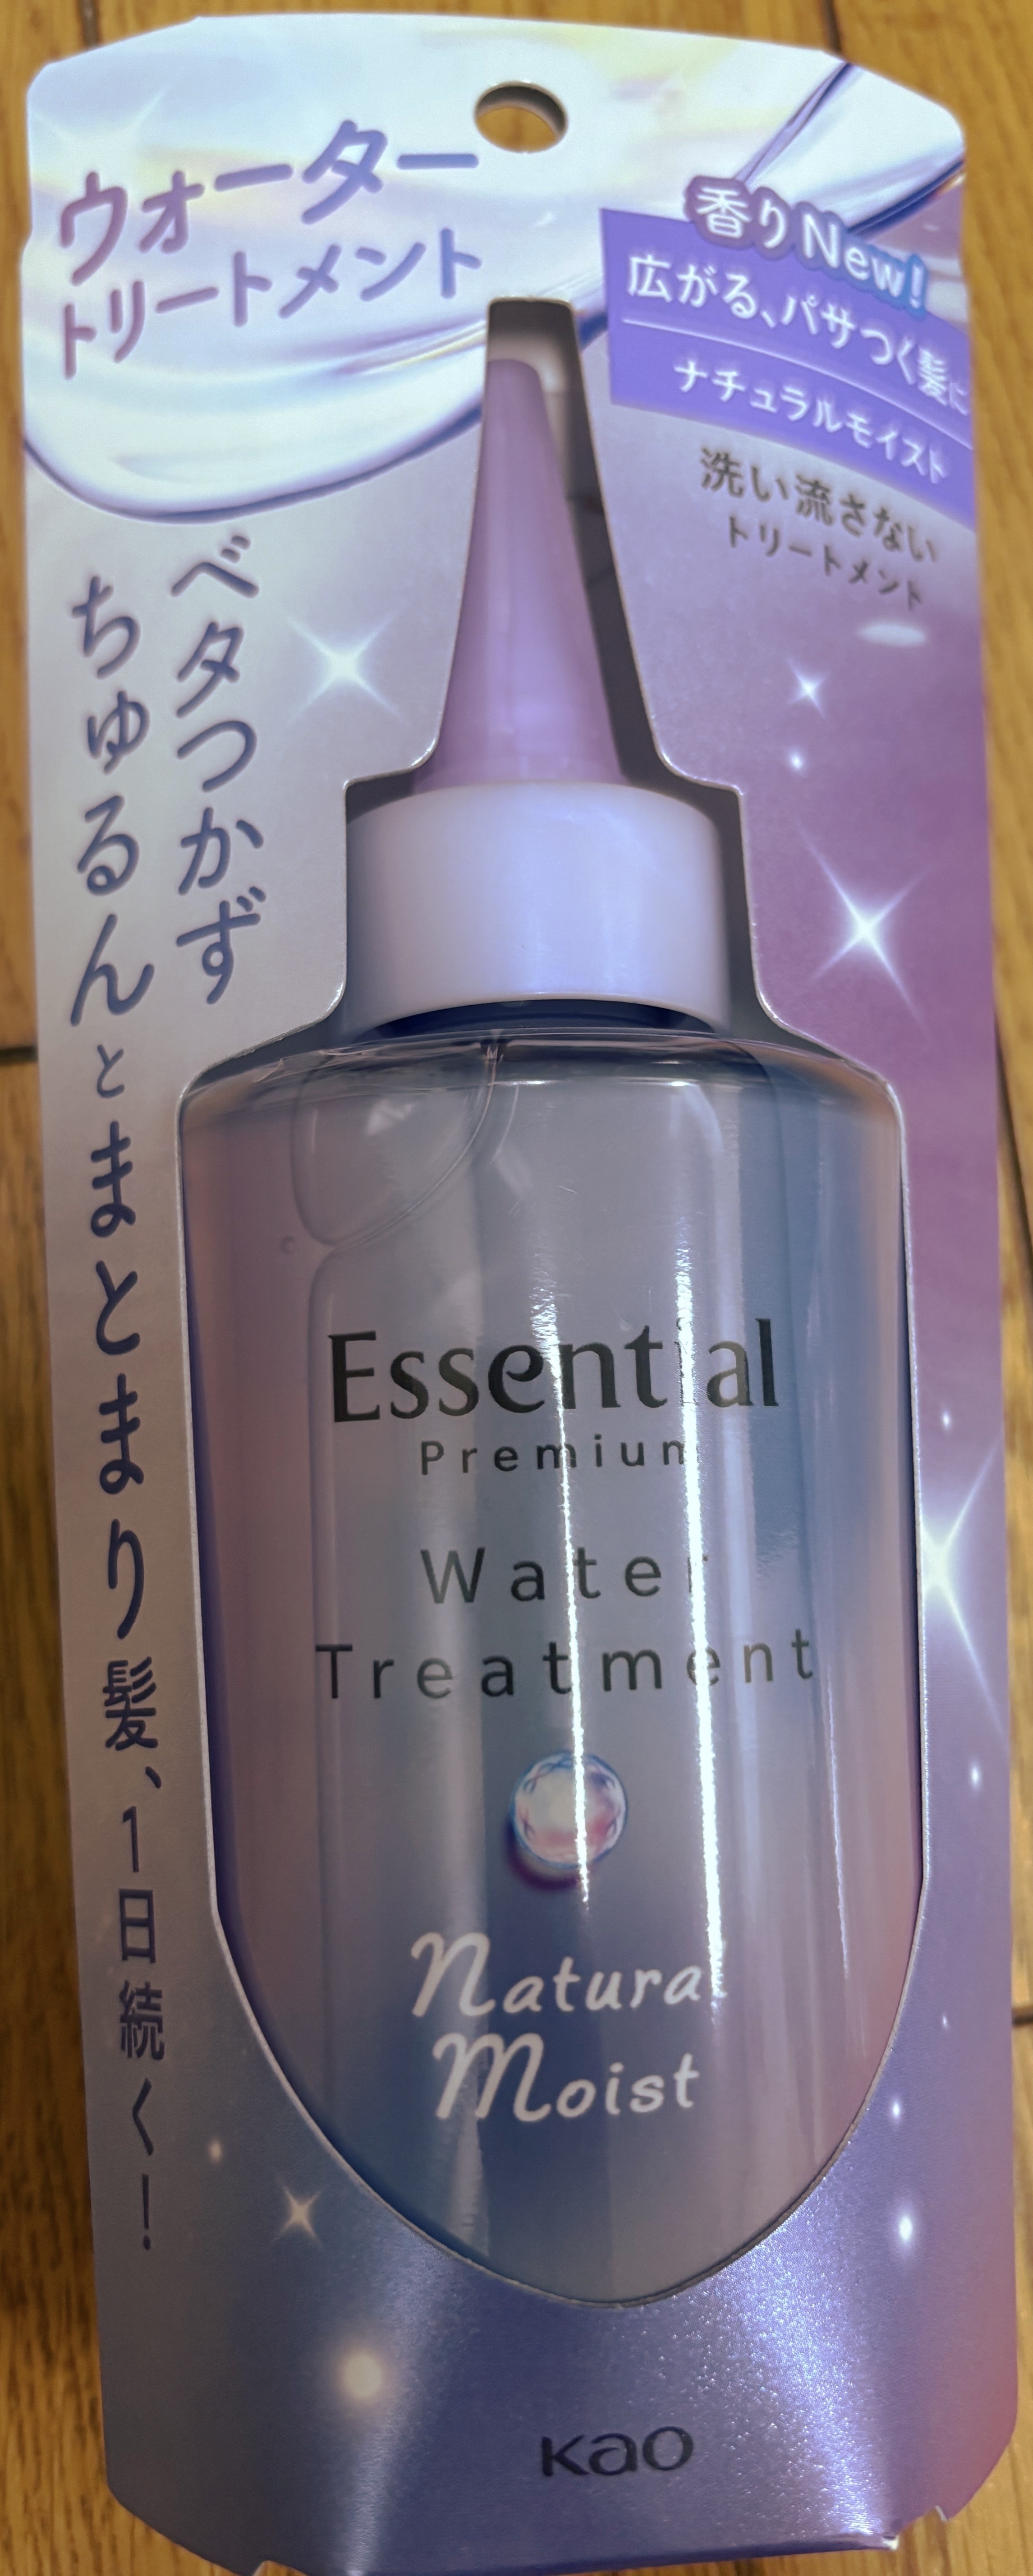 ウォーター
トリートメント
香りNew!
広がる、パサつく髪に
ナチュラルモイスト
洗い流さない
トリートメント
ベタつかず
ちゅるんとまとまり髪、1日続く!
Essential
Premium
Water
Treatment
Natural
Moist
Kao